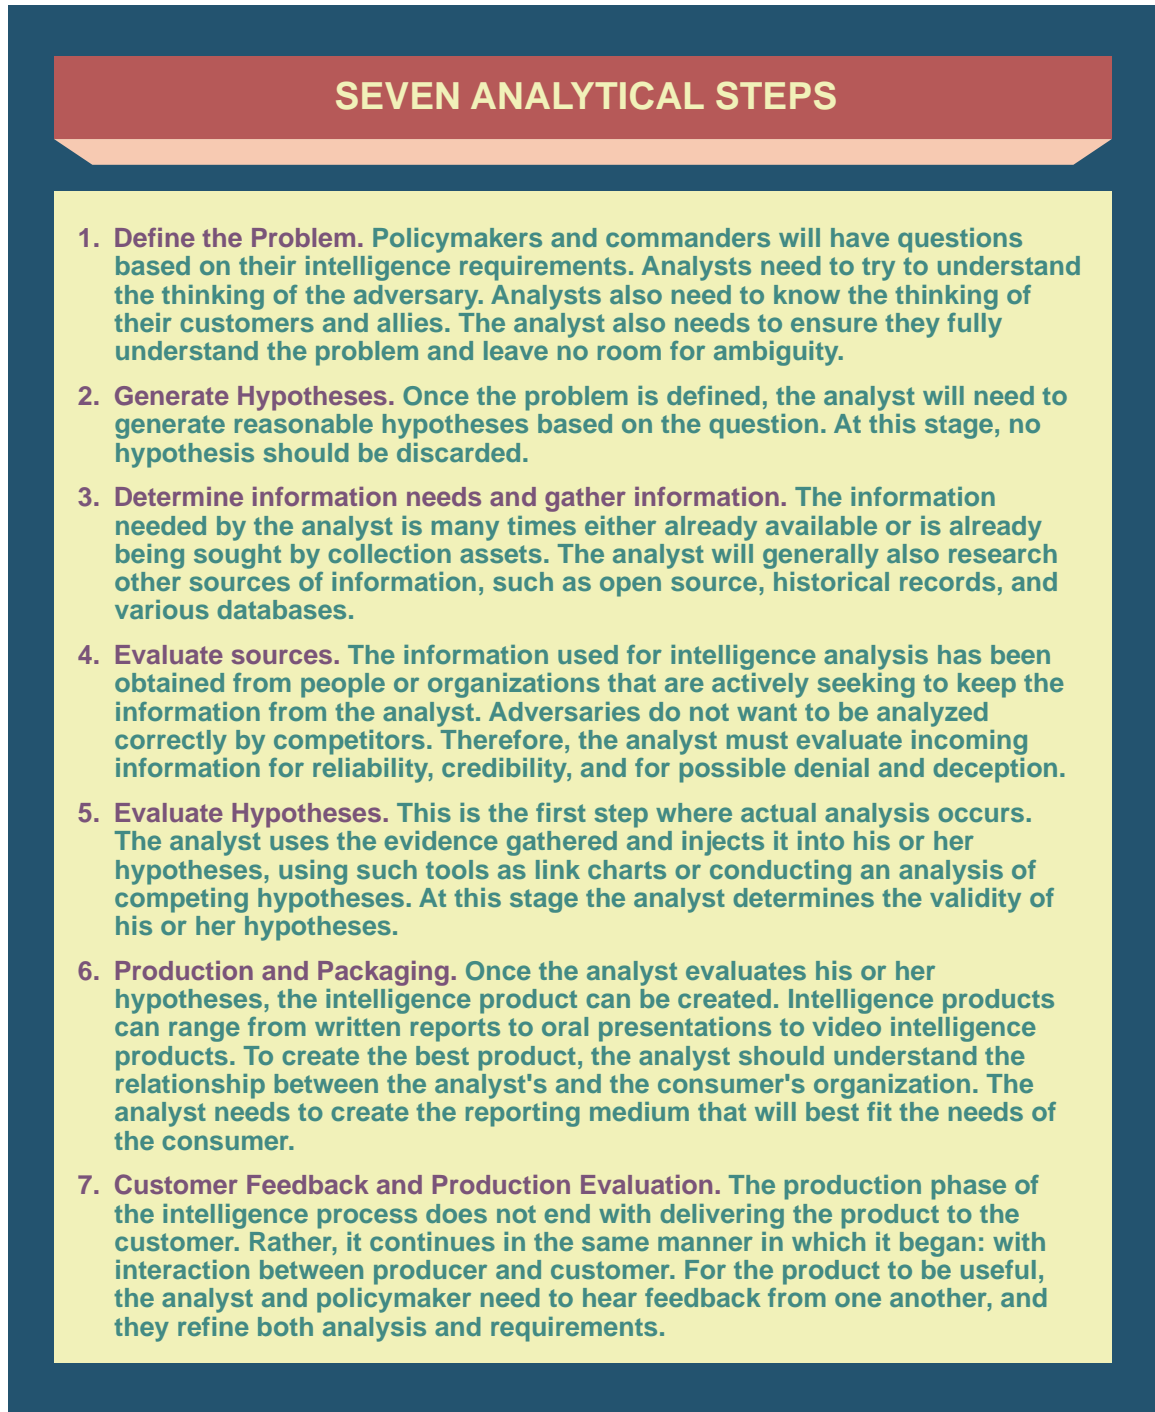 SEVEN ANALYTICAL STEPS
1. Define the Problem. Policymakers and commanders will have questions
based on their intelligence requirements. Analysts need to try to understand
the thinking of the adversary. Analysts also need to know the thinking of
their customers and allies. The analyst also needs to ensure they fully
understand the problem and leave no room for ambiguity.
2. Generate Hypotheses. Once the problem is defined, the analyst will need to
generate reasonable hypotheses based on the question. At this stage, no
hypothesis should be discarded.
3. Determine information needs and gather information. The information
needed by the analyst is many times either already available or is already
being sought by collection assets. The analyst will generally also research
other sources of information, such as open source, historical records, and
various databases.
4. Evaluate sources. The information used for intelligence analysis has been
obtained from people or organizations that are actively seeking to keep the
information from the analyst. Adversaries do not want to be analyzed
correctly by competitors. Therefore, the analyst must evaluate incoming
information for reliability, credibility, and for possible denial and deception.
5. Evaluate Hypotheses. This is the first step where actual analysis occurs.
The analyst uses the evidence gathered and injects it into his or her
hypotheses, using such tools as link charts or conducting an analysis of
competing hypotheses. At this stage the analyst determines the validity of
his or her hypotheses.
6. Production and Packaging. Once the analyst evaluates his or her
hypotheses, the intelligence product can be created. Intelligence products
can range from written reports to oral presentations to video intelligence
products. To create the best product, the analyst should understand the
relationship between the analyst's and the consumer's organization. The
analyst needs to create the reporting medium that will best fit the needs of
the consumer.
7. Customer Feedback and Production Evaluation. The production phase of
the intelligence process does not end with delivering the product to the
customer. Rather, it continues in the same manner in which it began: with
interaction between producer and customer. For the product to be useful,
the analyst and policymaker need to hear feedback from one another, and
they refine both analysis and requirements.